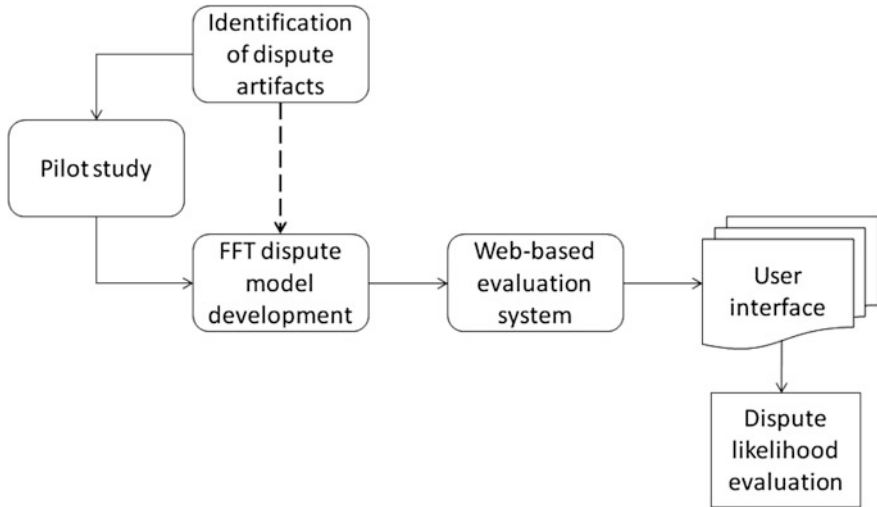 Identification
of dispute
artifacts
Pilot study
FFT dispute
model
development
Web-based
evaluation
system
User
interface
Dispute
likelihood
evaluation